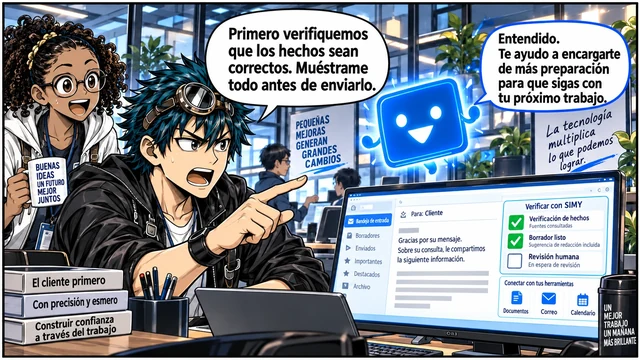 Primero verifiquemos
que los hechos sean
correctos. Muéstrame
todo antes de enviarlo.
Entendido.
Te ayudo a encargarte
de más preparación
para que sigas con
tu próximo trabajo.
PEQUEÑAS
MEJORAS
GENERAN
GRANDES
CAMBIOS
La tecnología
multiplica
lo que podemos
lograr.
BUENAS
IDEAS
UN FUTURO
MEJOR
JUNTOS
El cliente primero
Con precisión y esmero
Construir confianza
a través del trabajo
Bandeja de entrada
Borradores
Enviados
Importantes
Destacados
Archivo
Para: Cliente
Gracias por su mensaje.
Sobre su consulta, le compartimos
la siguiente información.
Verificar con SIMY
Verificación de hechos
Fuentes consultadas
Borrador listo
Sugerencia de redacción incluida
Revisión humana
En espera de revisión
Conectar con tus herramientas
Documentos
Correo
Calendario
UN
MEJOR
TRABAJO
UN MAÑANA
MÁS BRILLANTE